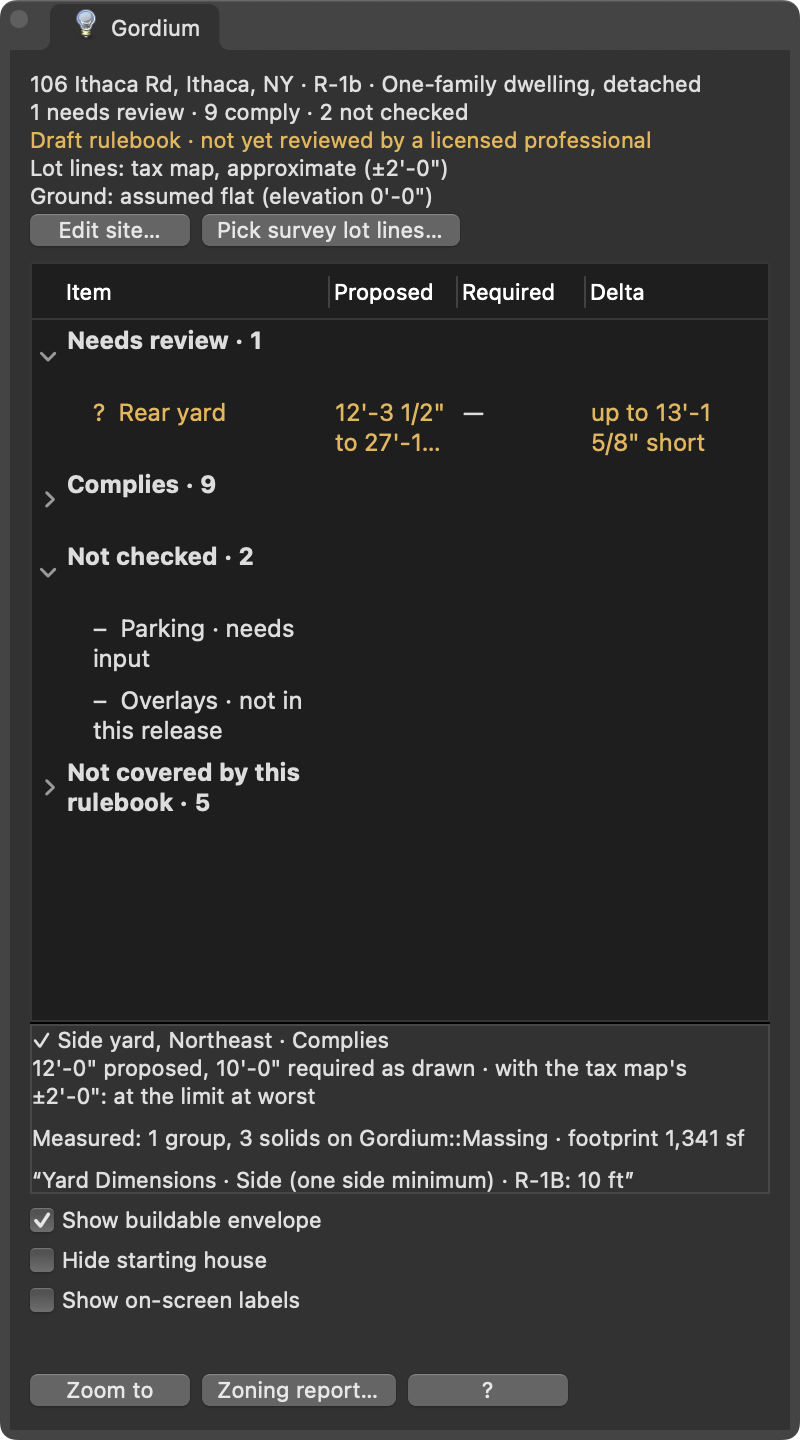 Gordium
106 Ithaca Rd, Ithaca, NY · R-1b · One-family dwelling, detached
1 needs review · 9 comply · 2 not checked
Draft rulebook · not yet reviewed by a licensed professional
Lot lines: tax map, approximate (±2'-0")
Ground: assumed flat (elevation 0'-0")
Edit site... Pick survey lot lines...
Item Proposed Required Delta
Needs review · 1
? Rear yard 12'-3 1/2" — up to 13'-1
to 27'-1... 5/8" short
Complies · 9
Not checked · 2
– Parking · needs
input
– Overlays · not in
this release
Not covered by this
rulebook · 5
✓ Side yard, Northeast · Complies
12'-0" proposed, 10'-0" required as drawn · with the tax map's
±2'-0": at the limit at worst
Measured: 1 group, 3 solids on Gordium::Massing · footprint 1,341 sf
“Yard Dimensions · Side (one side minimum) · R-1B: 10 ft”
Show buildable envelope
Hide starting house
Show on-screen labels
Zoom to Zoning report... ?